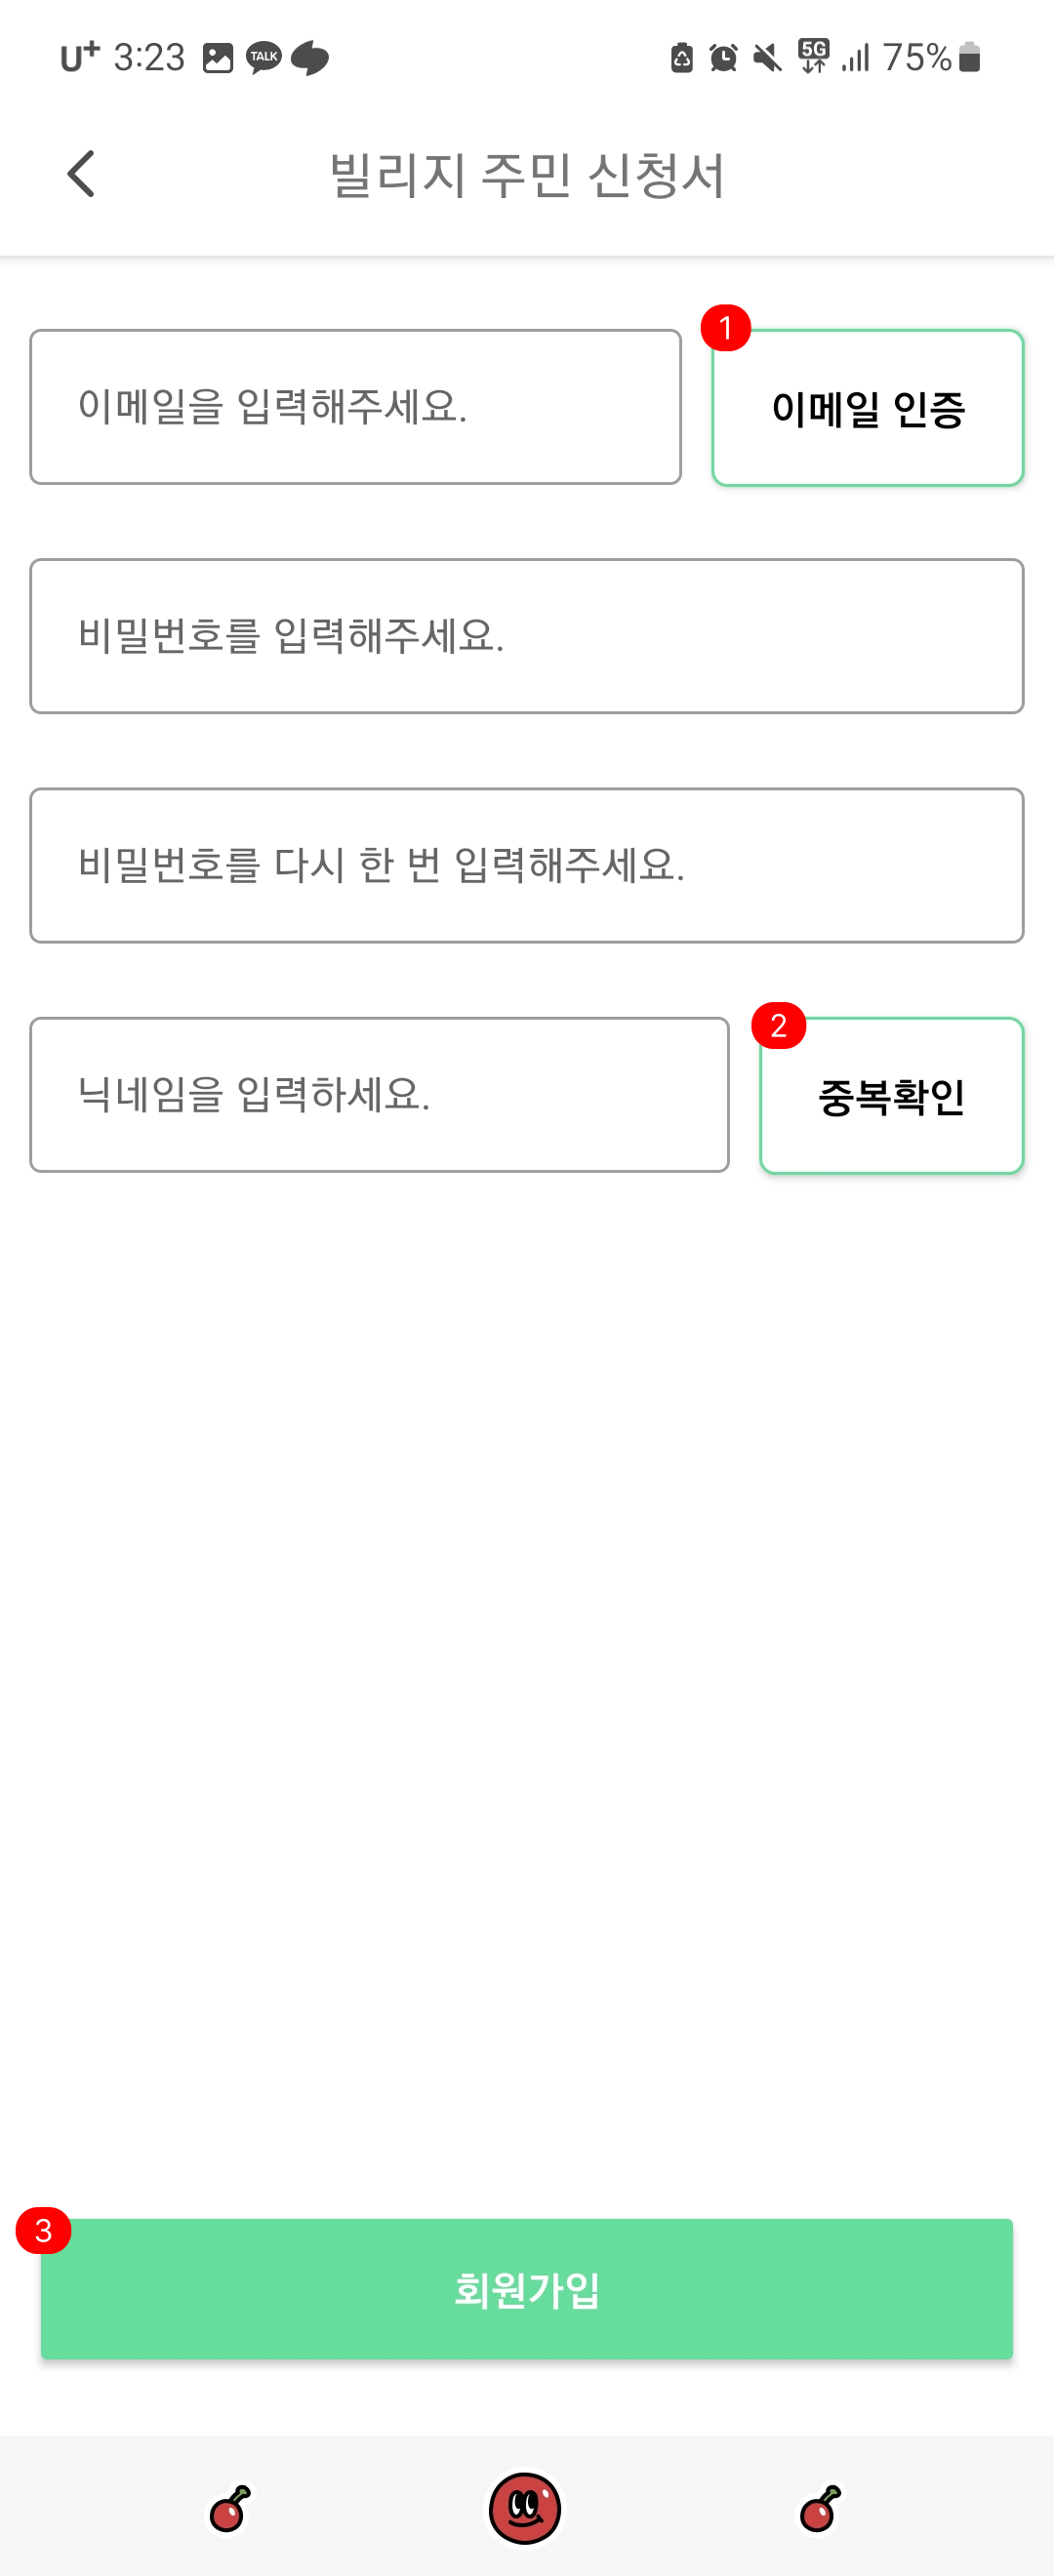 U+ 3:23 TALK 5G 75%
빌리지 주민 신청서
1
이메일을 입력해주세요. 이메일 인증
비밀번호를 입력해주세요.
비밀번호를 다시 한 번 입력해주세요.
2
닉네임을 입력하세요. 중복확인
3
회원가입